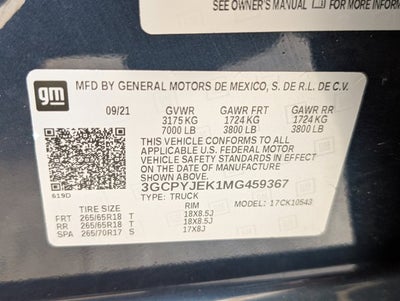 SEE OWNER'S MANUAL FOR MORE INFORM
gm MFD BY GENERAL MOTORS DE MEXICO, S. DE R.L. DE C.V.
09/21 GVWR GAWR FRT GAWR RR
3175 KG 1724 KG 1724 KG
7000 LB 3800 LB 3800 LB
THIS VEHICLE CONFORMS TO ALL
APPLICABLE U.S. FEDERAL MOTOR
VEHICLE SAFETY STANDARDS IN EFFECT
ON THE DATE OF MANUFACTURE
SHOWN ABOVE.
3GCPYJEK1MG459367
619D TYPE: TRUCK MODEL: 17CK10543
TIRE SIZE SPEED RTG RIM
FRT 265/65R18 T 18X8.5J
RR 265/65R18 T 18X8.5J
SPA 265/70R17 S 17X8J